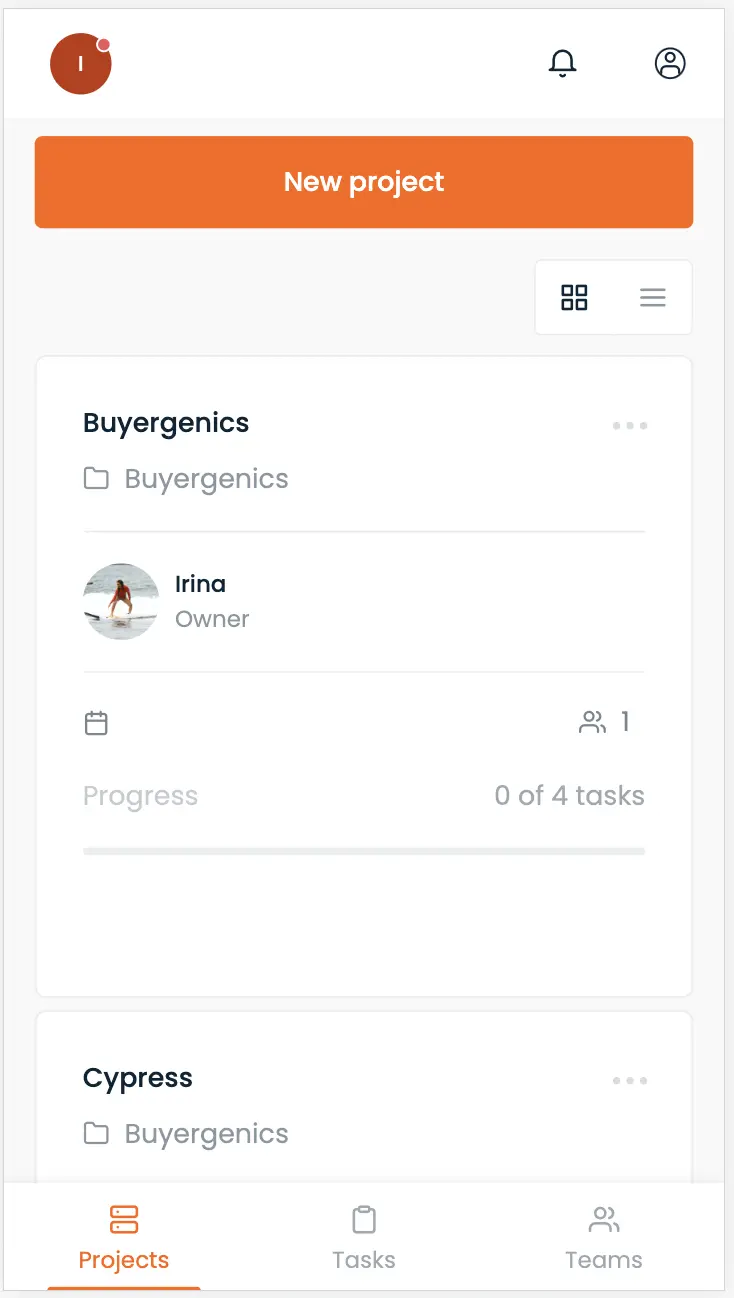 I
New project
Buyergenics
Buyergenics
Irina
Owner
1
Progress
0 of 4 tasks
Cypress
Buyergenics
Projects
Tasks
Teams